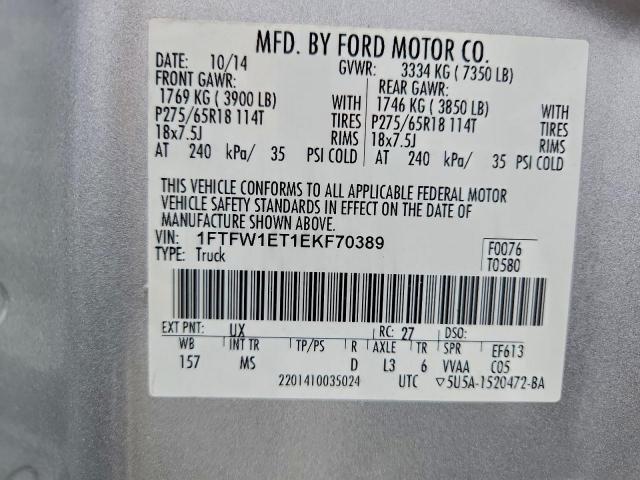 MFD. BY FORD MOTOR CO.
DATE: 10/14 GVWR: 3334 KG ( 7350 LB)
FRONT GAWR: REAR GAWR:
1769 KG ( 3900 LB) WITH 1746 KG ( 3850 LB) WITH
P275/65R18 114T TIRES P275/65R18 114T TIRES
18x7.5J RIMS 18x7.5J RIMS
AT 240 kPa/ 35 PSI COLD AT 240 kPa/ 35 PSI COLD
THIS VEHICLE CONFORMS TO ALL APPLICABLE FEDERAL MOTOR
VEHICLE SAFETY STANDARDS IN EFFECT ON THE DATE OF
MANUFACTURE SHOWN ABOVE.
VIN: 1FTFW1ET1EKF70389 F0076
TYPE: Truck T0580
EXT PNT: UX RC: 27 DSO:
WB INT TR TP/PS R AXLE TR SPR EF613
157 MS D L3 6 VVAA C05
2201410035024 UTC ▽5U5A-1520472-BA